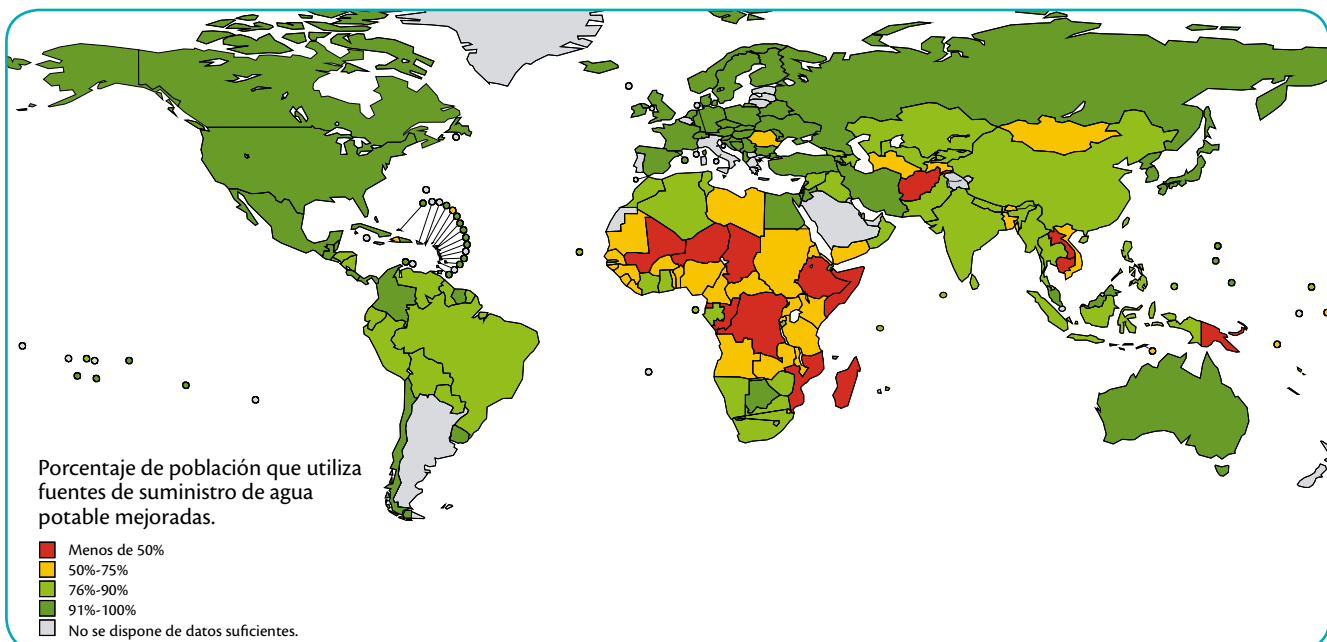 Porcentaje de población que utiliza
fuentes de suministro de agua
potable mejoradas.
Menos de 50%
50%-75%
76%-90%
91%-100%
No se dispone de datos suficientes.